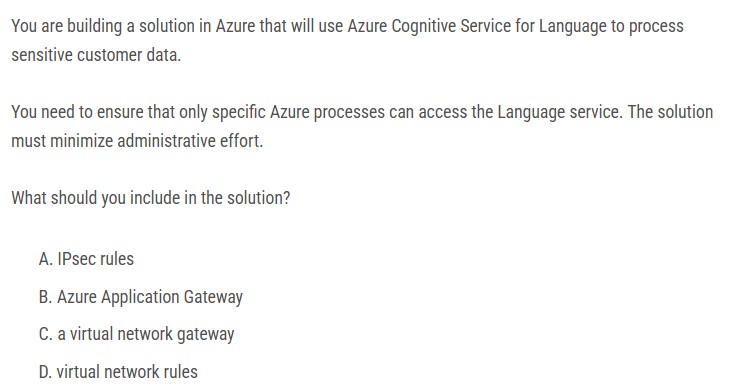 You are building a solution in Azure that will use Azure Cognitive Service for Language to process
sensitive customer data.
You need to ensure that only specific Azure processes can access the Language service. The solution
must minimize administrative effort.
What should you include in the solution?
A. IPsec rules
B. Azure Application Gateway
C. a virtual network gateway
D. virtual network rules